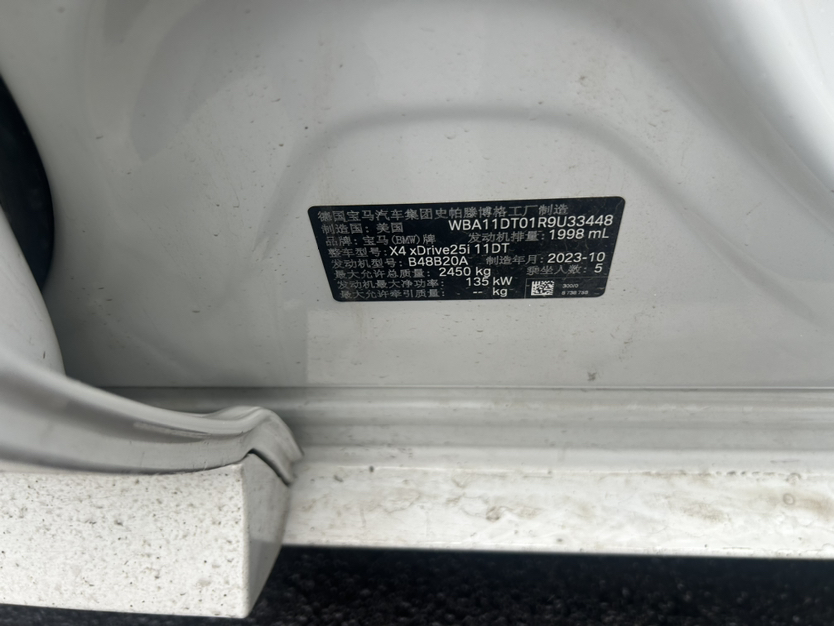 德国宝马汽车集团史帕滕博格工厂制造
制造国: 美国 WBA11DT01R9U33448
品牌: 宝马(BMW)牌 发动机排量: 1998 mL
整车型号: X4 xDrive25i 11DT
发动机型号: B48B20A 制造年月: 2023-10
最大允许总质量: 2450 kg 乘坐人数: 5
发动机最大净功率: 135 kW
最大允许牵引质量: -- kg